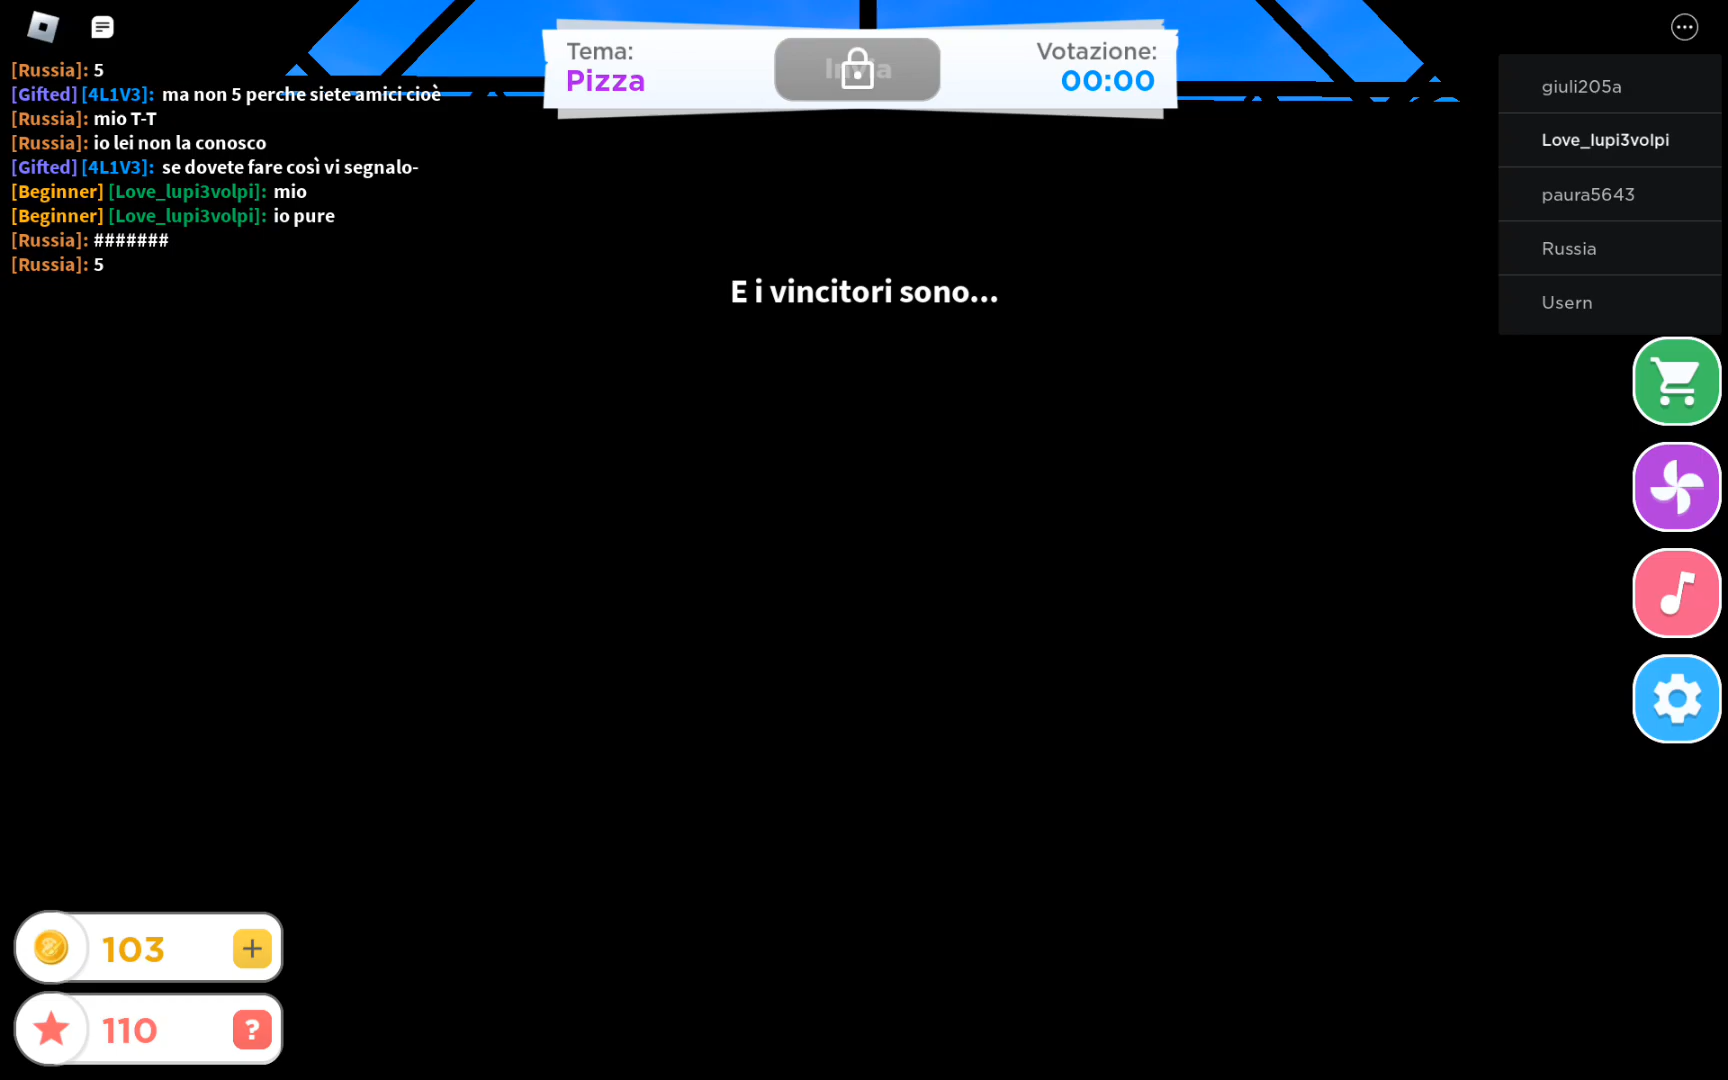 Tema:
Pizza
Invia
Votazione:
00:00
[Russia]: 5
[Gifted] [4L1V3]: ma non 5 perche siete amici cioè
[Russia]: mio T-T
[Russia]: io lei non la conosco
[Gifted] [4L1V3]: se dovete fare così vi segnalo-
[Beginner] [Love_lupi3volpi]: mio
[Beginner] [Love_lupi3volpi]: io pure
[Russia]: #######
[Russia]: 5
E i vincitori sono...
giuli205a
Love_lupi3volpi
paura5643
Russia
Usern
103
+
110
?